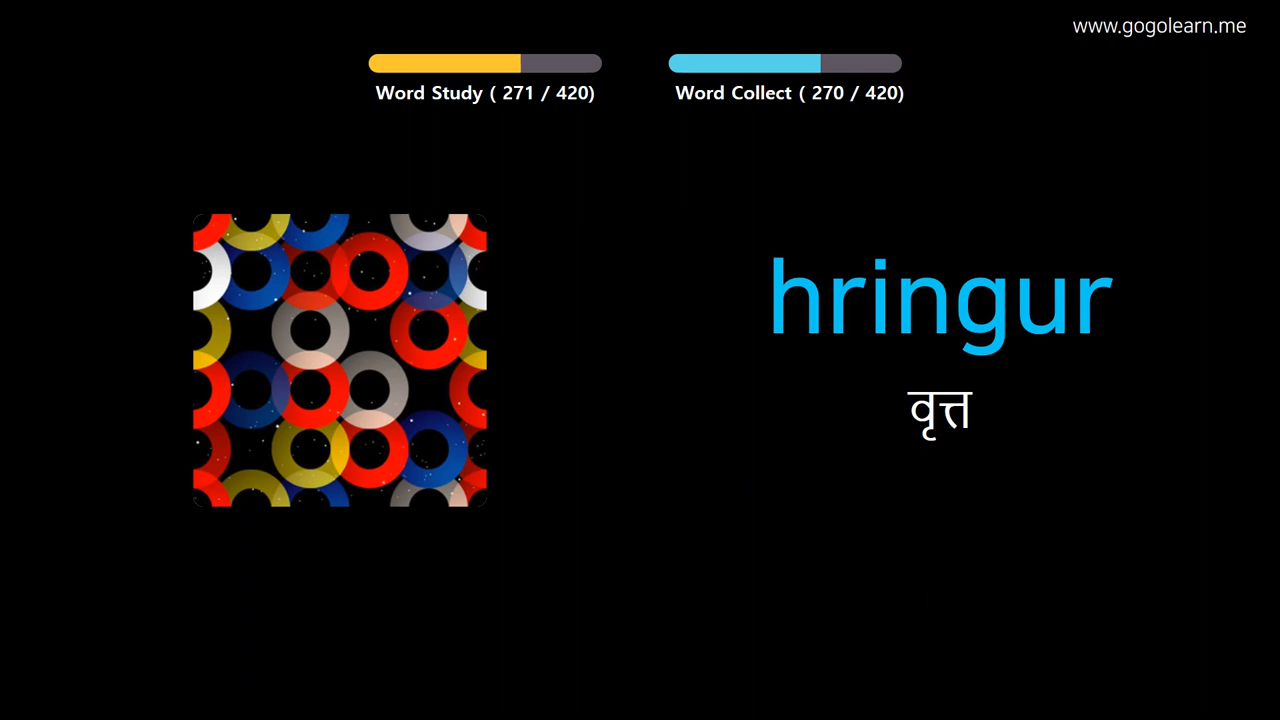 www.gogolearn.me
Word Study ( 271 / 420)
Word Collect ( 270 / 420)
hringur
वृत्त